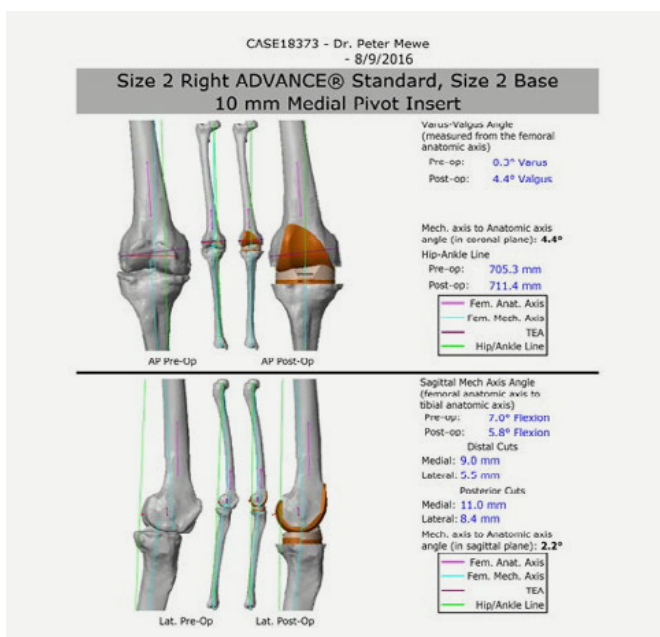 CASE18373 - Dr. Peter Mewe
- 8/9/2016
Size 2 Right ADVANCE® Standard, Size 2 Base
10 mm Medial Pivot Insert
Varus-Valgus Angle
(measured from the femoral
anatomic axis)
Pre-op: 0.3° Varus
Post-op: 4.4° Valgus
Mech. axis to Anatomic axis
angle (in coronal plane): 4.4°
Hip-Ankle Line
Pre-op: 705.3 mm
Post-op: 711.4 mm
Fem. Anat. Axis
Fem. Mech. Axis
TEA
Hip/Ankle Line
AP Pre-Op
AP Post-Op
Sagittal Mech Axis Angle
(femoral anatomic axis to
tibial anatomic axis)
Pre-op: 7.0° Flexion
Post-op: 5.8° Flexion
Distal Cuts
Medial: 9.0 mm
Lateral: 5.5 mm
Posterior Cuts
Medial: 11.0 mm
Lateral: 8.4 mm
Mech. axis to Anatomic axis
angle (in sagittal plane): 2.2°
Fem. Anat. Axis
Fem. Mech. Axis
TEA
Hip/Ankle Line
Lat. Pre-Op
Lat. Post-Op